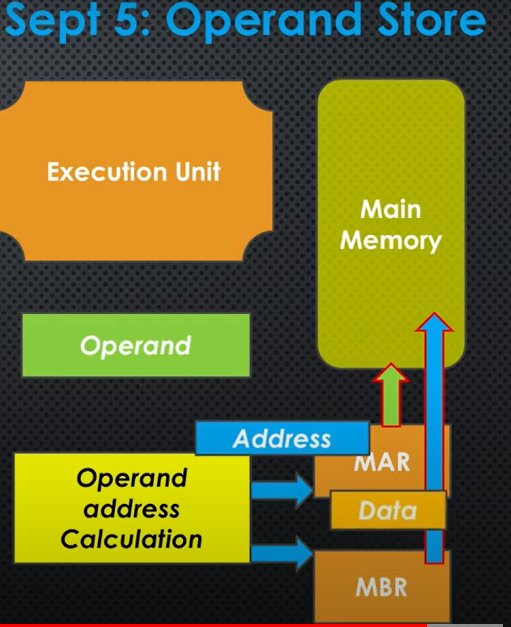 Sept 5: Operand Store
Execution Unit
Main
Memory
Operand
Address
MAR
Operand
address
Calculation
Data
MBR